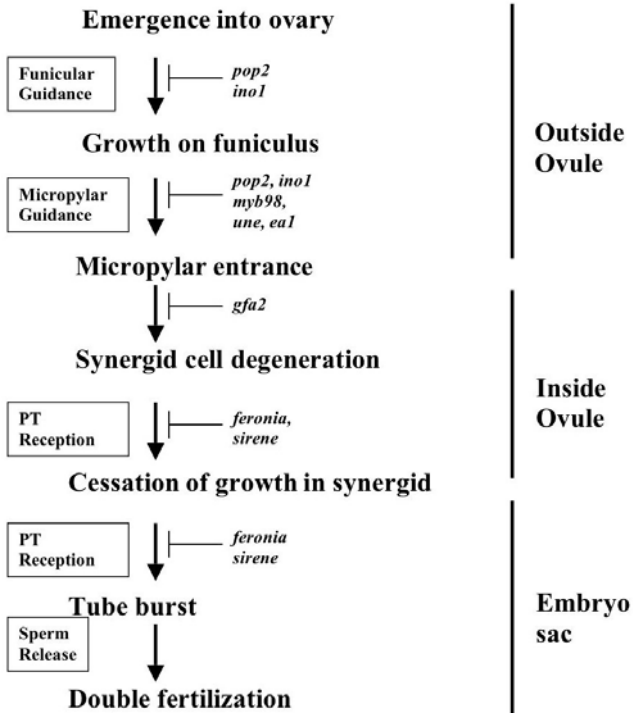 Emergence into ovary
Funicular
Guidance
pop2
ino1
Growth on funiculus
Outside
Ovule
Micropylar
Guidance
pop2, ino1
myb98,
une, ea1
Micropylar entrance
gfa2
Synergid cell degeneration
Inside
Ovule
PT
Reception
feronia,
sirene
Cessation of growth in synergid
PT
Reception
feronia
sirene
Tube burst
Embryo
sac
Sperm
Release
Double fertilization